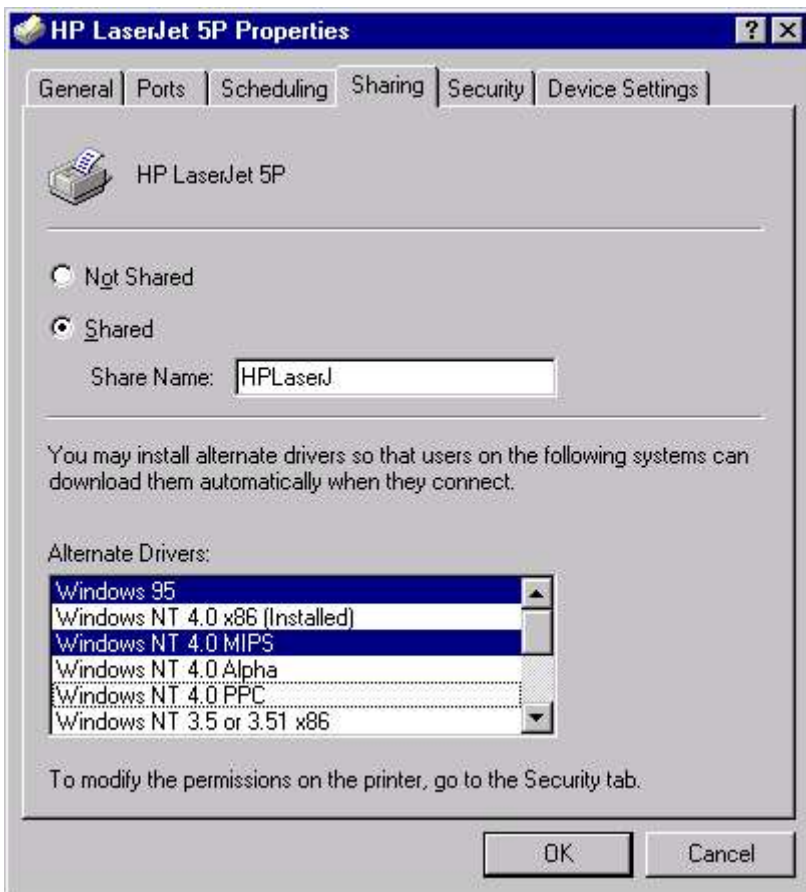 HP LaserJet 5P Properties
General Ports Scheduling Sharing Security Device Settings
HP LaserJet 5P
Not Shared
Shared
Share Name: HPLaserJ
You may install alternate drivers so that users on the following systems can
download them automatically when they connect.
Alternate Drivers:
Windows 95
Windows NT 4.0 x86 (Installed)
Windows NT 4.0 MIPS
Windows NT 4.0 Alpha
Windows NT 4.0 PPC
Windows NT 3.5 or 3.51 x86
To modify the permissions on the printer, go to the Security tab.
OK Cancel